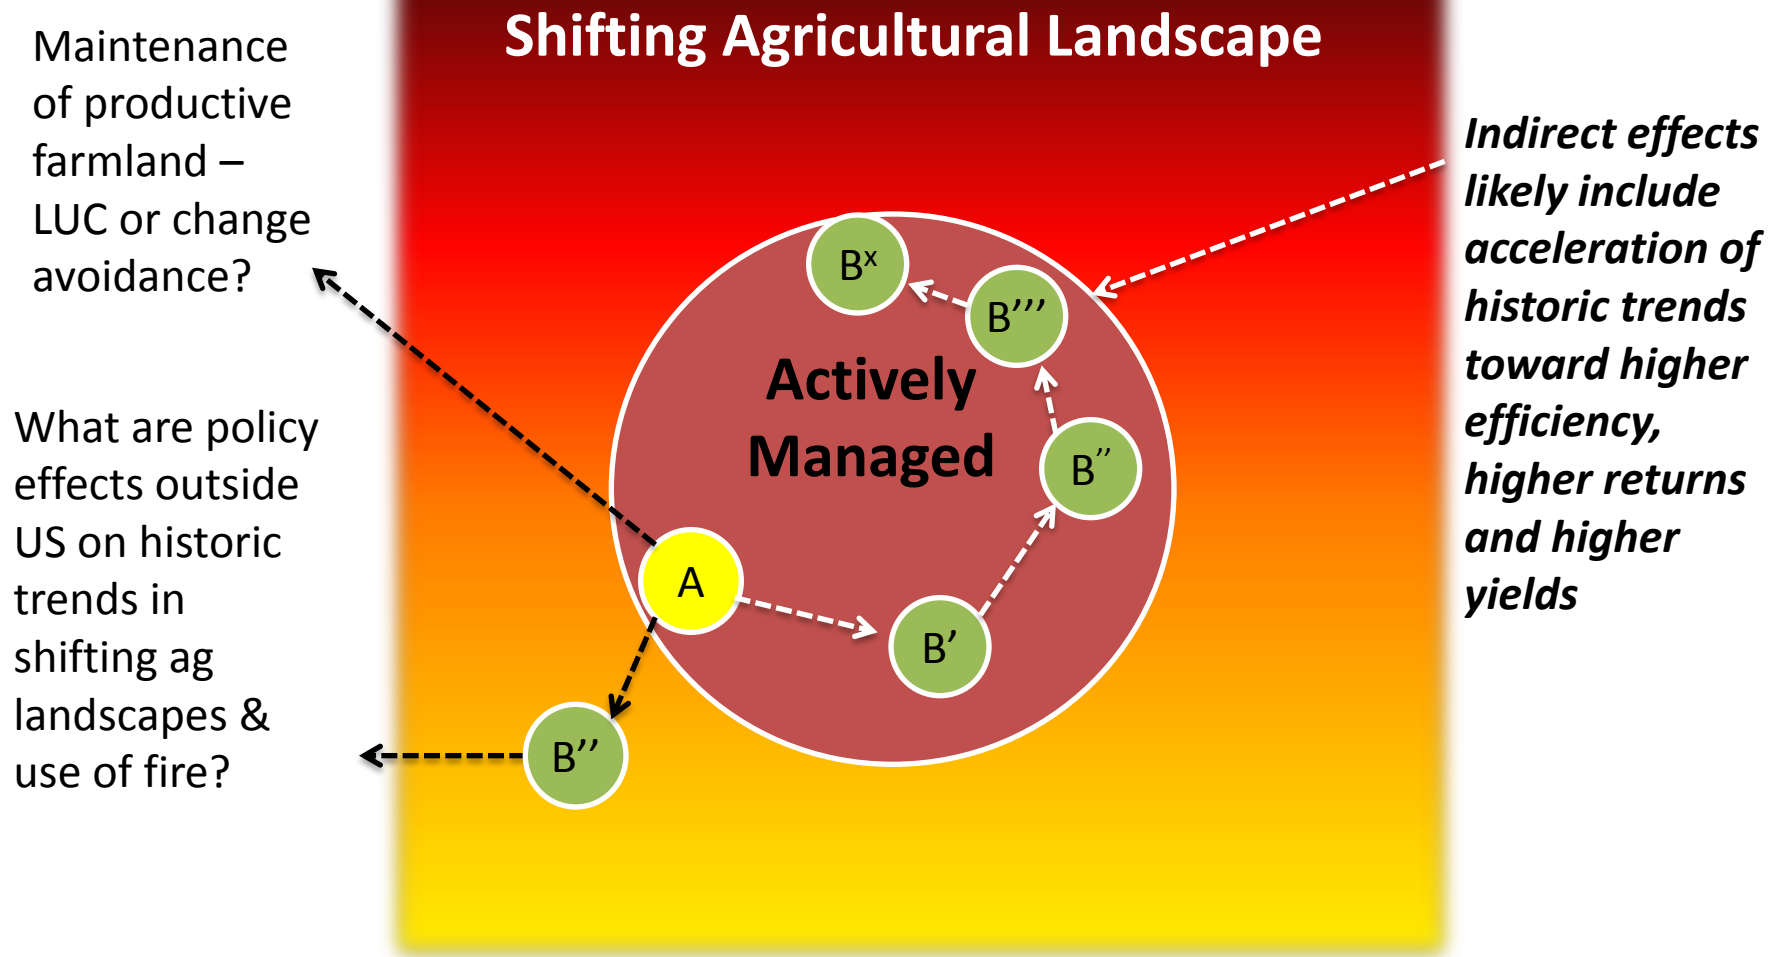 Shifting Agricultural Landscape
Maintenance
of productive
farmland –
LUC or change
avoidance?
What are policy
effects outside
US on historic
trends in
shifting ag
landscapes &
use of fire?
Bˣ
B’’’
Actively
Managed
B’’
A
B’
B’’
Indirect effects
likely include
acceleration of
historic trends
toward higher
efficiency,
higher returns
and higher
yields